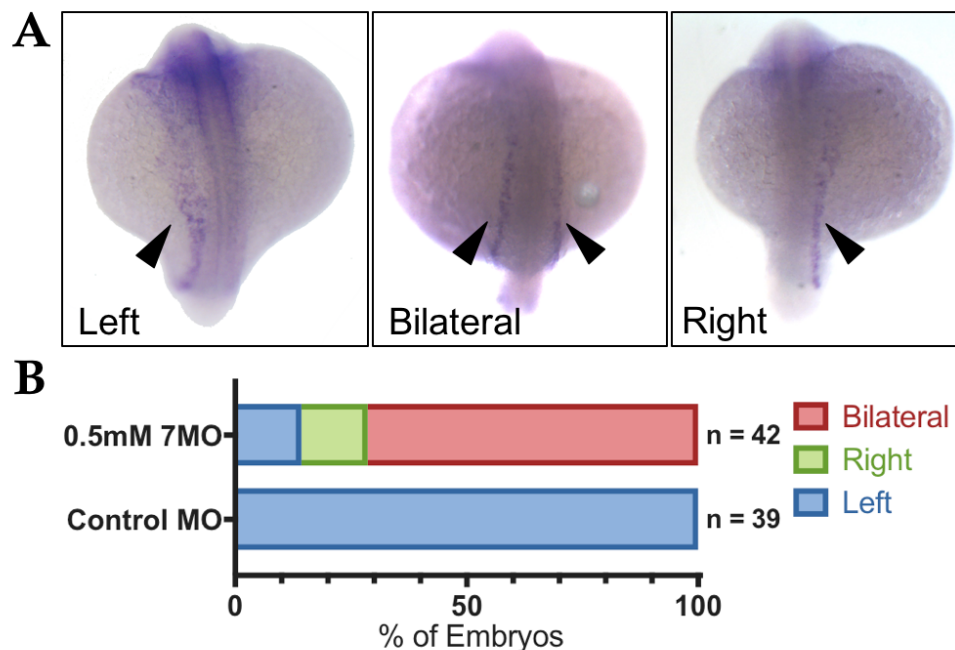 A
Left
Bilateral
Right
B
0.5mM 7MO
n = 42
Control MO
n = 39
Bilateral
Right
Left
0
50
100
% of Embryos